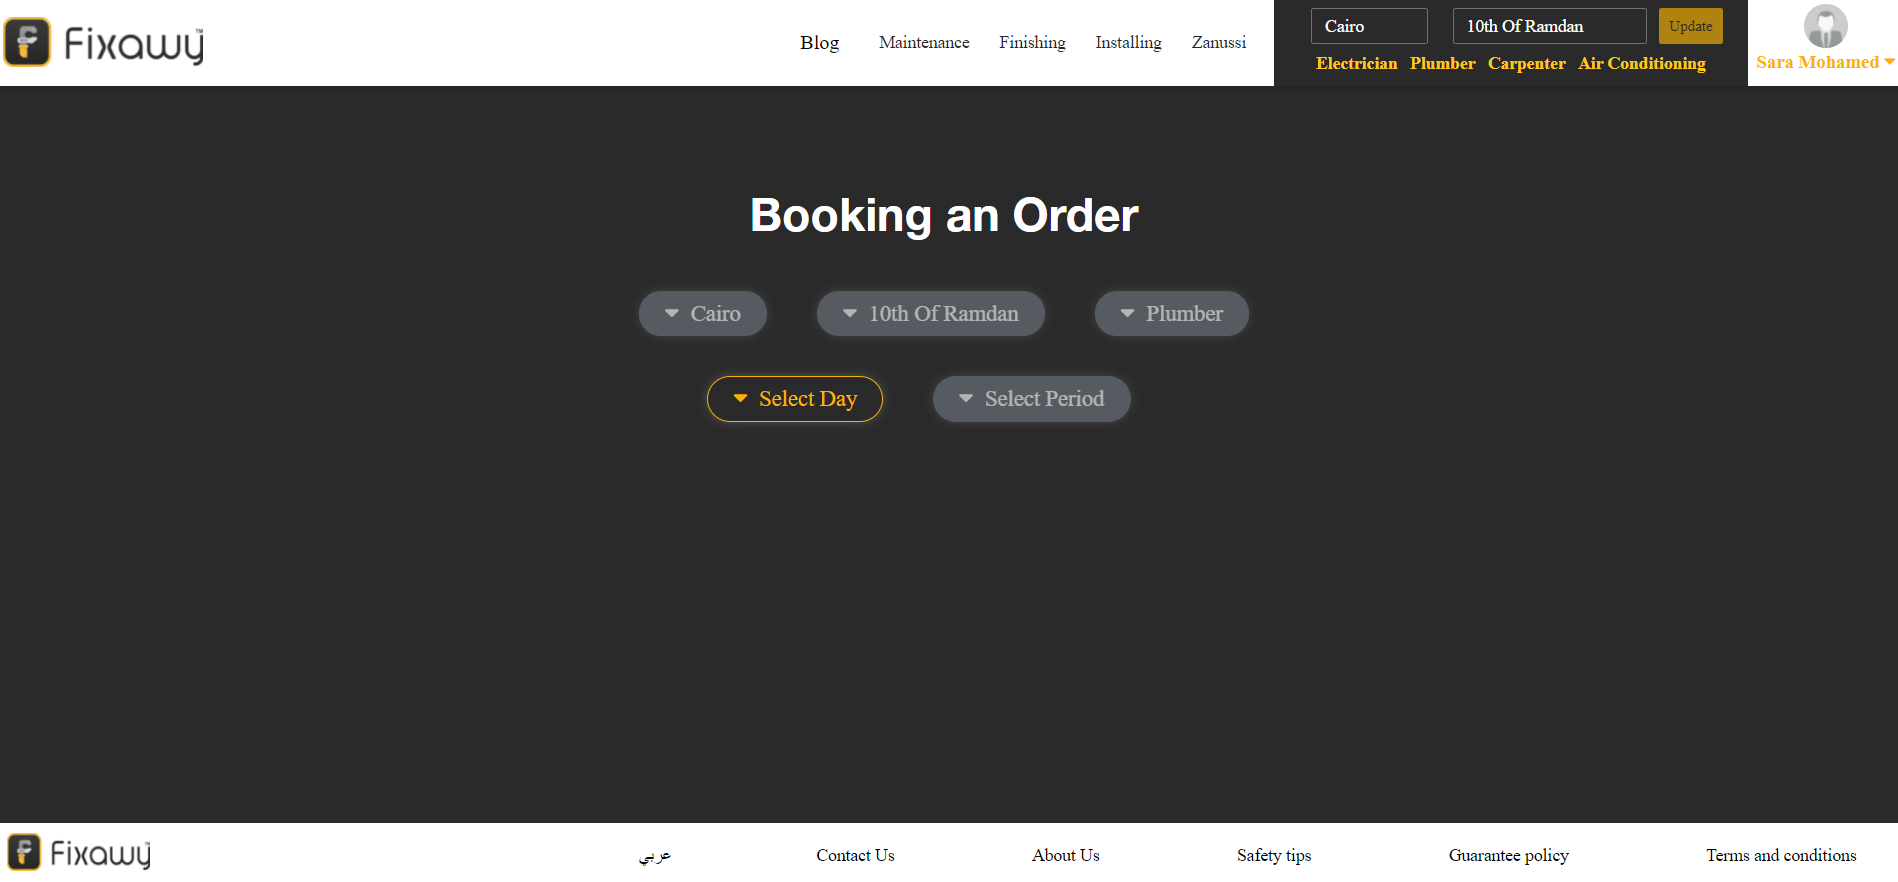 Fixawy™
Blog
Maintenance
Finishing
Installing
Zanussi
Cairo
10th Of Ramdan
Update
Electrician
Plumber
Carpenter
Air Conditioning
Sara Mohamed
Booking an Order
Cairo
10th Of Ramdan
Plumber
Select Day
Select Period
Fixawy™
عربي
Contact Us
About Us
Safety tips
Guarantee policy
Terms and conditions